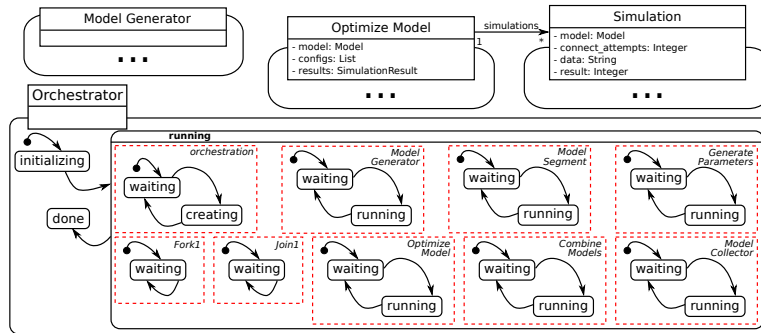 Model Generator
...
Optimize Model
- model: Model
- configs: List
- results: SimulationResult
...
simulations
1
*
Simulation
- model: Model
- connect_attempts: Integer
- data: String
- result: Integer
...
Orchestrator
initializing
done
running
orchestration
waiting
creating
Model
Generator
waiting
running
Model
Segment
waiting
running
Generate
Parameters
waiting
running
Fork1
waiting
Join1
waiting
Optimize
Model
waiting
running
Combine
Models
waiting
running
Model
Collector
waiting
running